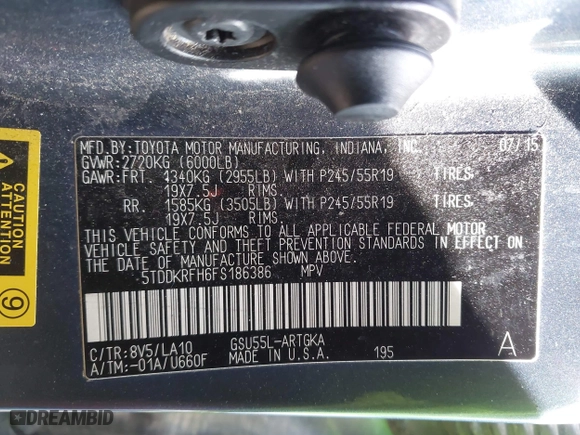 MFD.BY:TOYOTA MOTOR MANUFACTURING, INDIANA, INC. 07/15
GVWR:2720KG (6000LB)
GAWR:FRT. 1340KG (2955LB) WITH P245/55R19 TIRES
19X7.5J RIMS
RR. 1585KG (3505LB) WITH P245/55R19 TIRES
19X7.5J RIMS
THIS VEHICLE CONFORMS TO ALL APPLICABLE FEDERAL MOTOR
VEHICLE SAFETY AND THEFT PREVENTION STANDARDS IN EFFECT ON
THE DATE OF MANUFACTURE SHOWN ABOVE.
5TDDKRFH6FS186386 MPV
C/TR:8V5/LA10 GSU55L-ARTGKA
A/TM:-01A/U660F MADE IN U.S.A. 195 A
9
DREAMBID